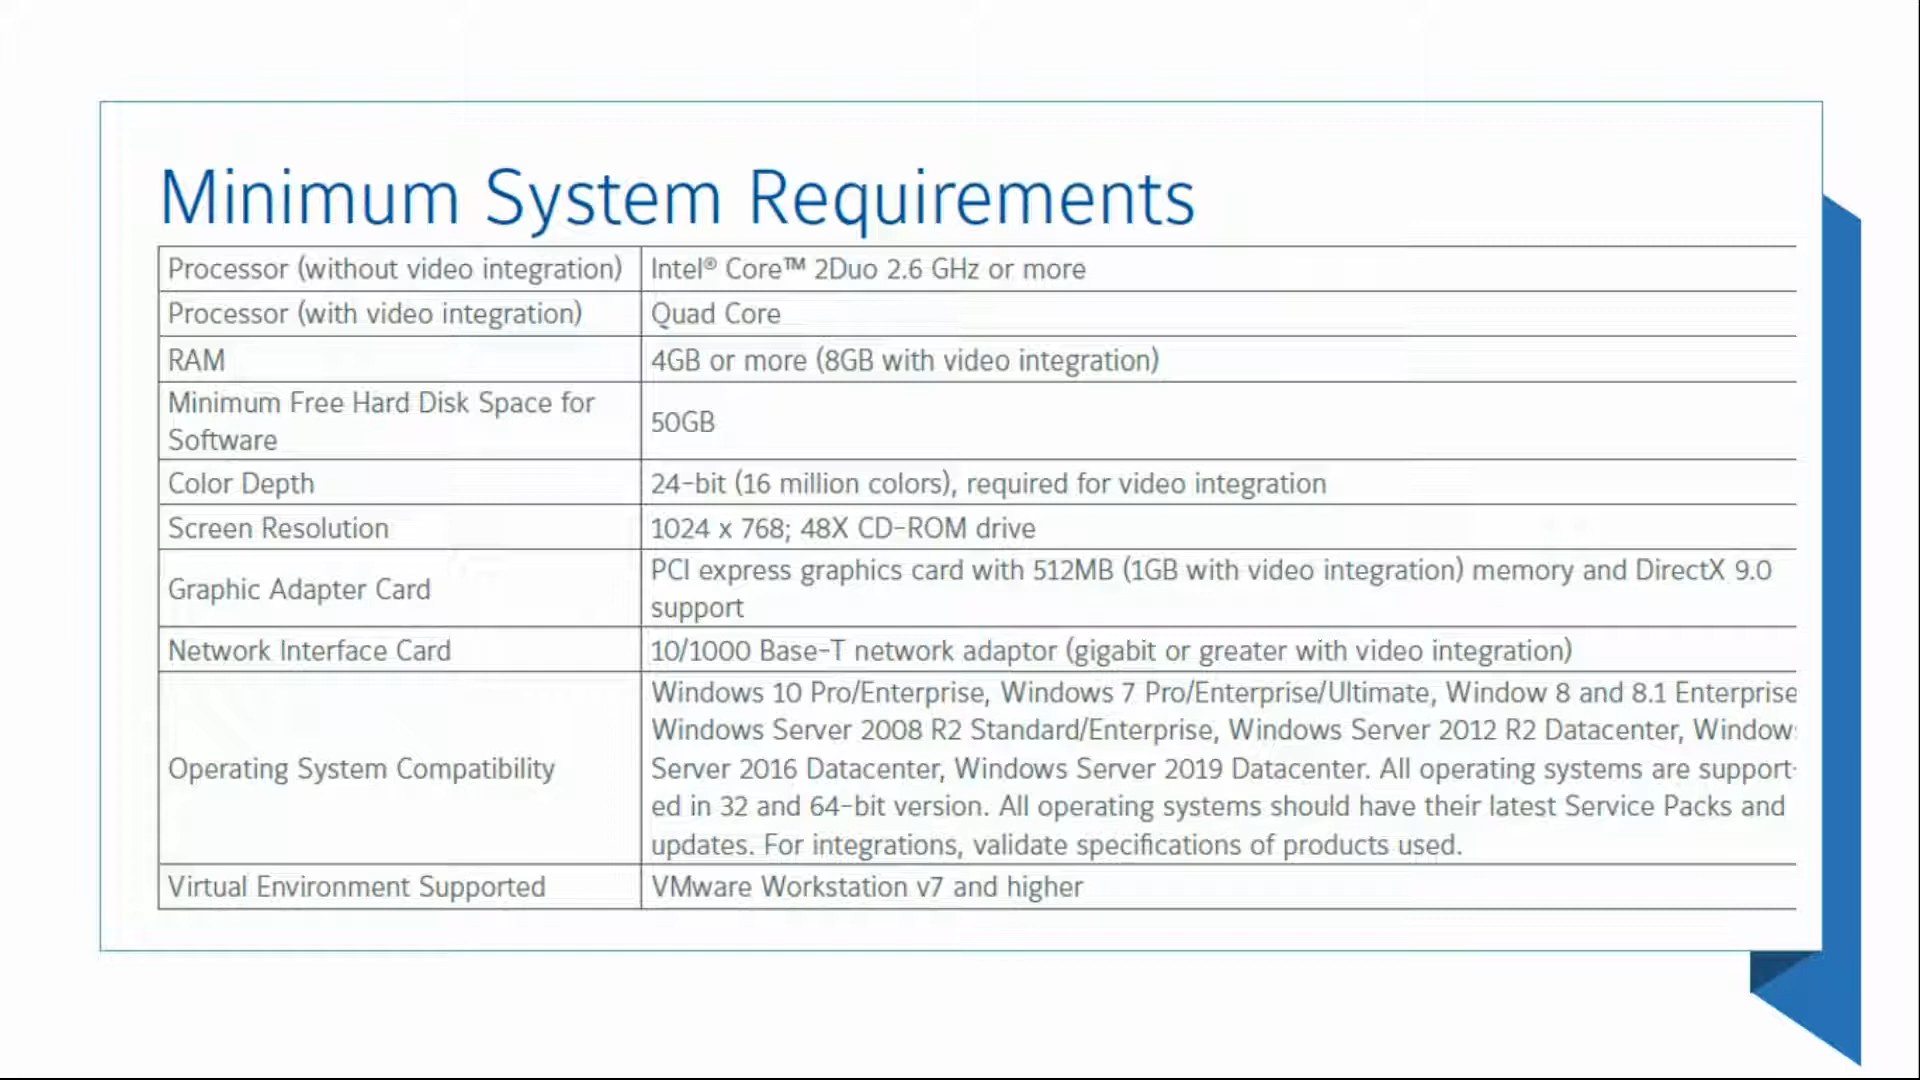 Minimum System Requirements
Processor (without video integration) Intel® Core™ 2Duo 2.6 GHz or more
Processor (with video integration) Quad Core
RAM 4GB or more (8GB with video integration)
Minimum Free Hard Disk Space for
Software
50GB
Color Depth 24-bit (16 million colors), required for video integration
Screen Resolution 1024 x 768; 48X CD-ROM drive
Graphic Adapter Card
PCI express graphics card with 512MB (1GB with video integration) memory and DirectX 9.0
support
Network Interface Card 10/1000 Base-T network adaptor (gigabit or greater with video integration)
Operating System Compatibility
Windows 10 Pro/Enterprise, Windows 7 Pro/Enterprise/Ultimate, Window 8 and 8.1 Enterprise
Windows Server 2008 R2 Standard/Enterprise, Windows Server 2012 R2 Datacenter, Window
Server 2016 Datacenter, Windows Server 2019 Datacenter. All operating systems are support-
ed in 32 and 64-bit version. All operating systems should have their latest Service Packs and
updates. For integrations, validate specifications of products used.
Virtual Environment Supported VMware Workstation v7 and higher